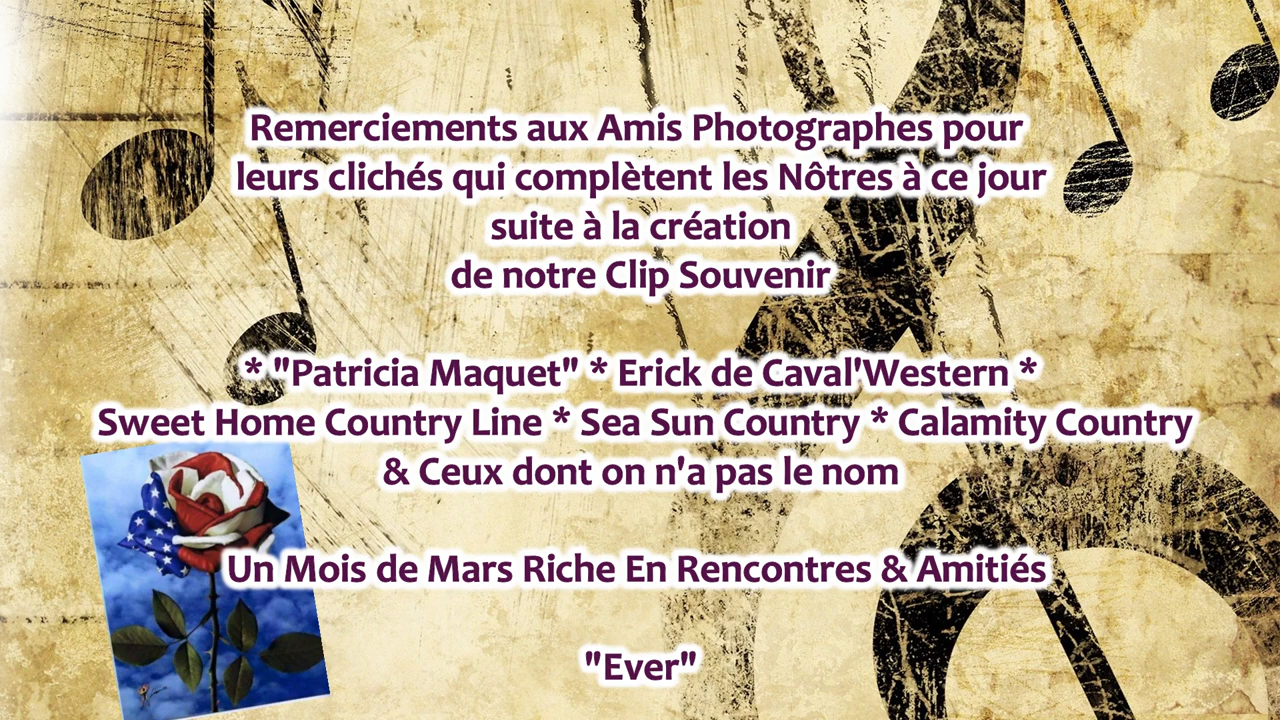 Remerciements aux Amis Photographes pour
leurs clichés qui complètent les Nôtres à ce jour
suite à la création
de notre Clip Souvenir
* "Patricia Maquet" * Erick de Caval'Western *
Sweet Home Country Line * Sea Sun Country * Calamity Country
& Ceux dont on n'a pas le nom
Un Mois de Mars Riche En Rencontres & Amitiés
"Ever"